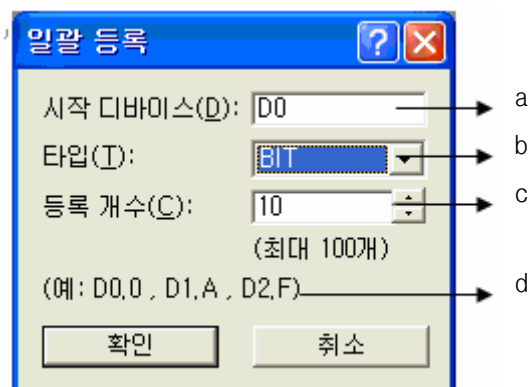 일괄 등록
시작 디바이스(D): D0 a
타입(T): BIT b
등록 개수(C): 10 c
(최대 100개)
(예: D0.0 , D1.A , D2.F) d
확인 취소